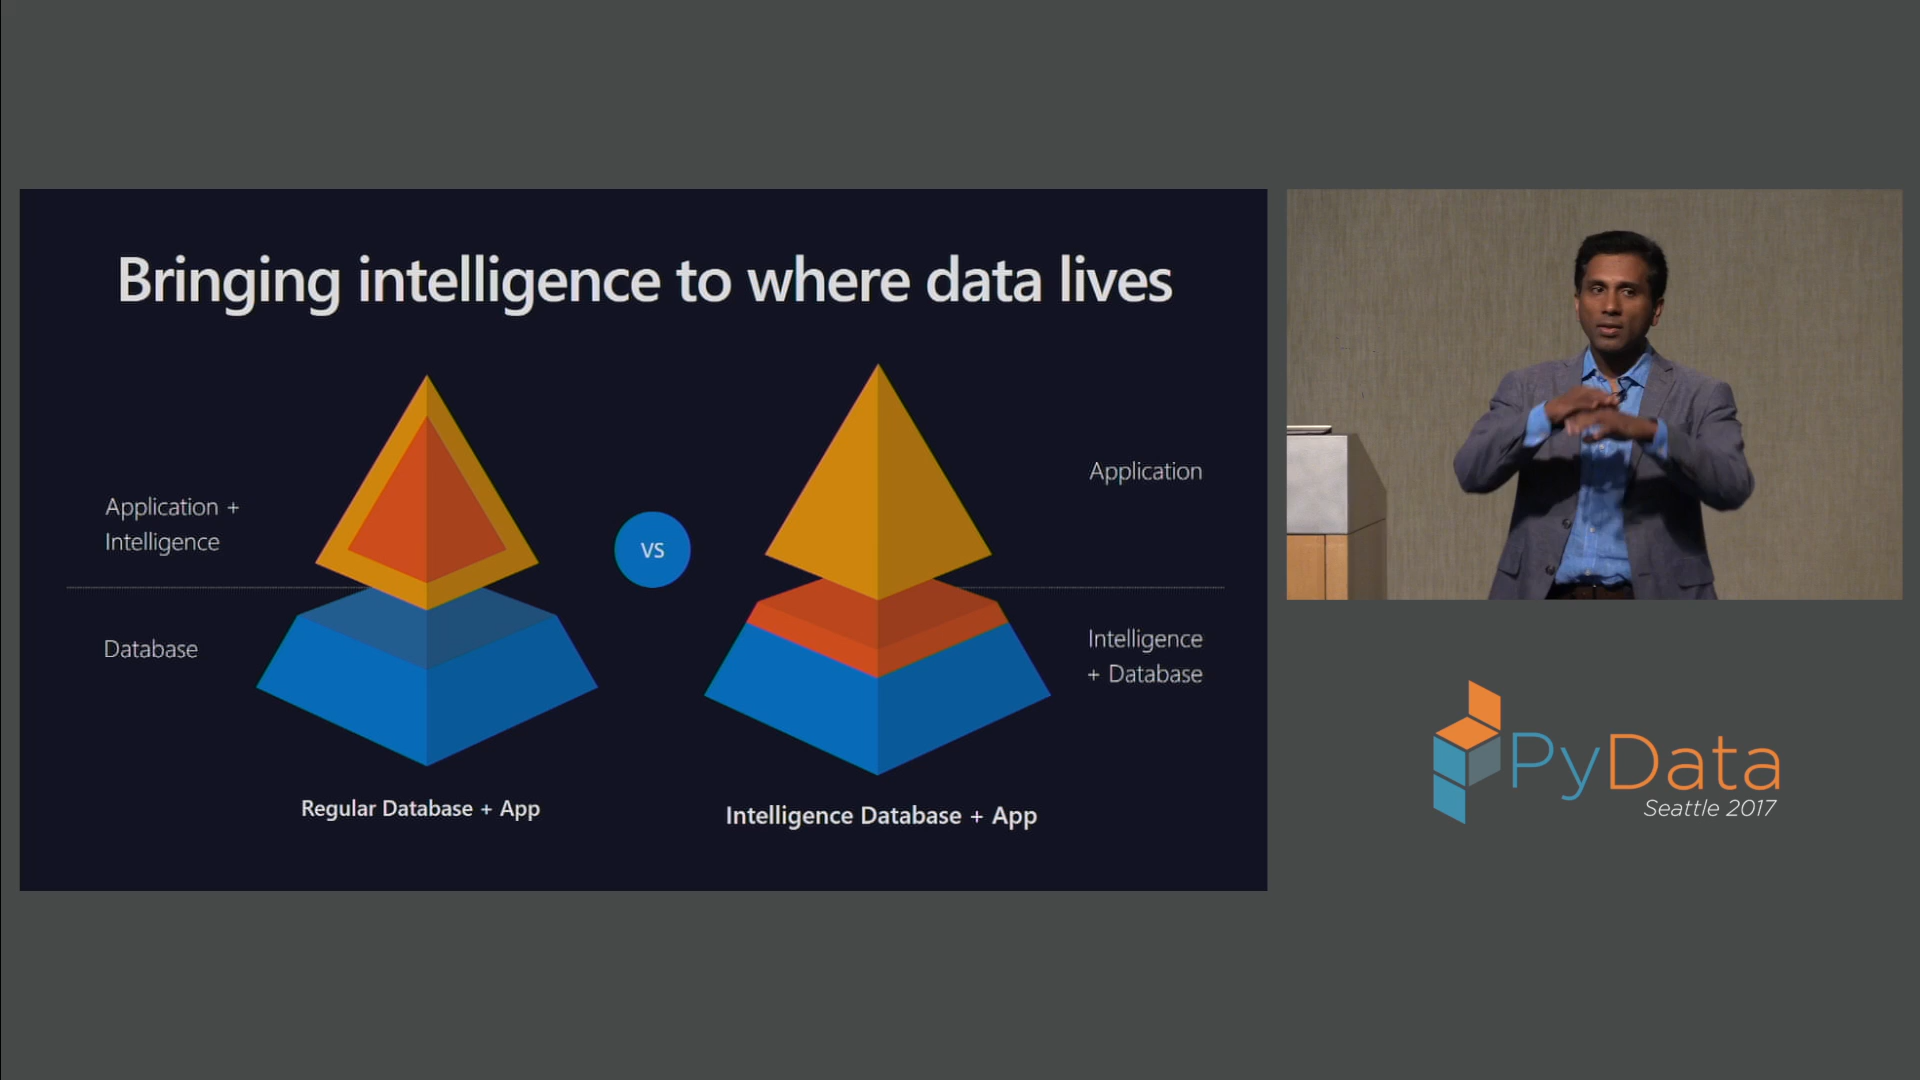 Bringing intelligence to where data lives
Application +
Intelligence
Database
VS
Application
Intelligence
+ Database
Regular Database + App
Intelligence Database + App
PyData
Seattle 2017